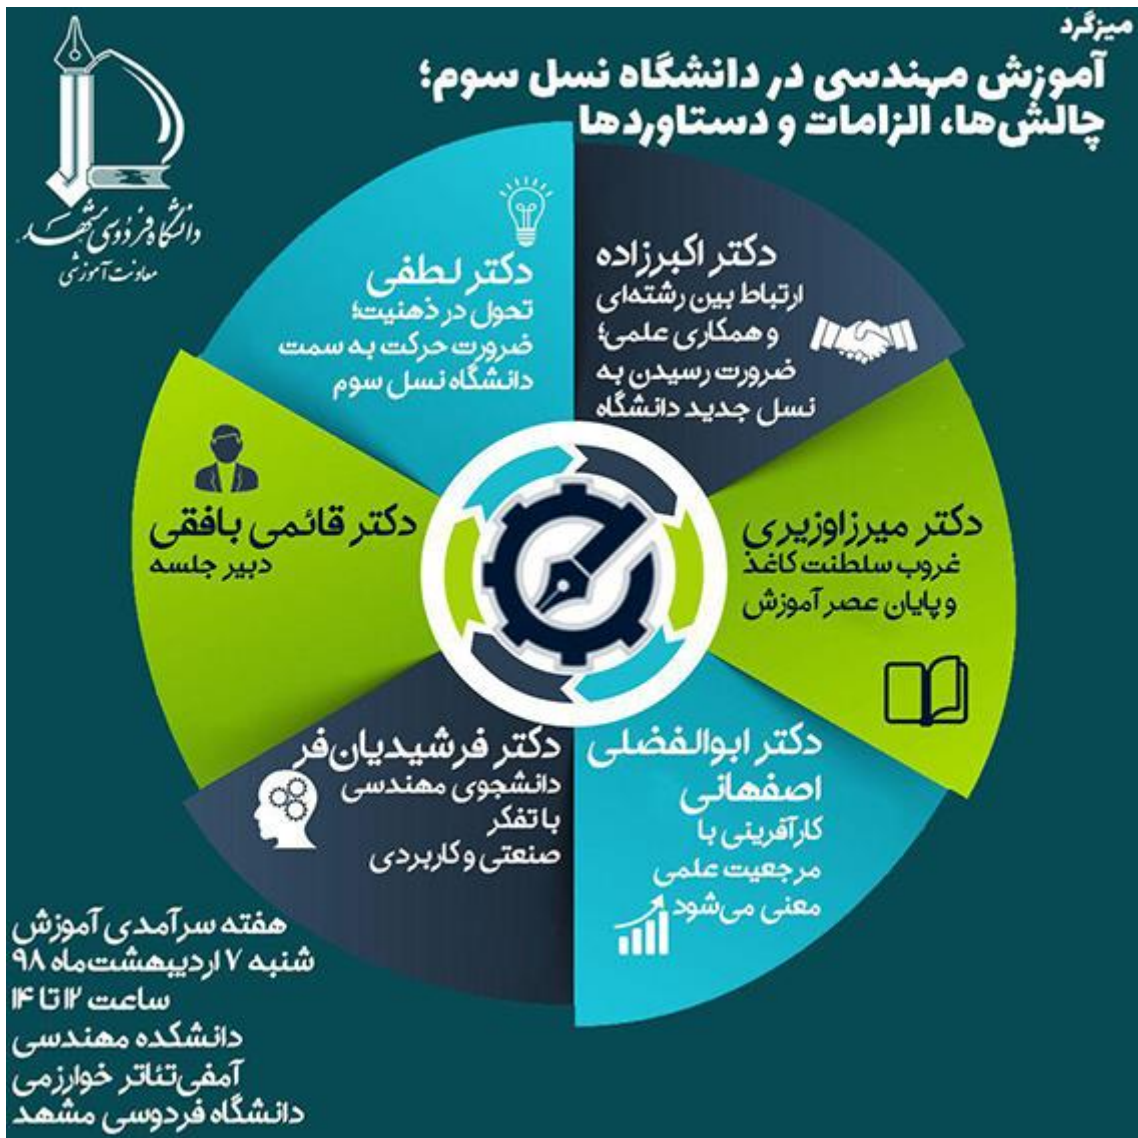 میزگرد
آموزش مهندسی در دانشگاه نسل سوم؛
چالش‌ها، الزامات و دستاوردها
دانشگاه فردوسی مشهد
معاونت آموزشی
دکتر اکبرزاده
ارتباط بین رشته‌ای
و همکاری علمی؛
ضرورت رسیدن به
نسل جدید دانشگاه
دکتر لطفی
تحول در ذهنیت؛
ضرورت حرکت به سمت
دانشگاه نسل سوم
دکتر میرزاوزیری
غروب سلطنت کاغذ
و پایان عصر آموزش
دکتر قائمی بافقی
دبیر جلسه
دکتر ابوالفضلی
اصفهانی
کارآفرینی با
مرجعیت علمی
معنی می‌شود
دکتر فرشیدیان‌فر
دانشجوی مهندسی
با تفکر
صنعتی و کاربردی
هفته سرآمدی آموزش
شنبه ۷ اردیبهشت‌ماه ۹۸
ساعت ۱۲ تا ۱۴
دانشکده مهندسی
آمفی‌تئاتر خوارزمی
دانشگاه فردوسی مشهد